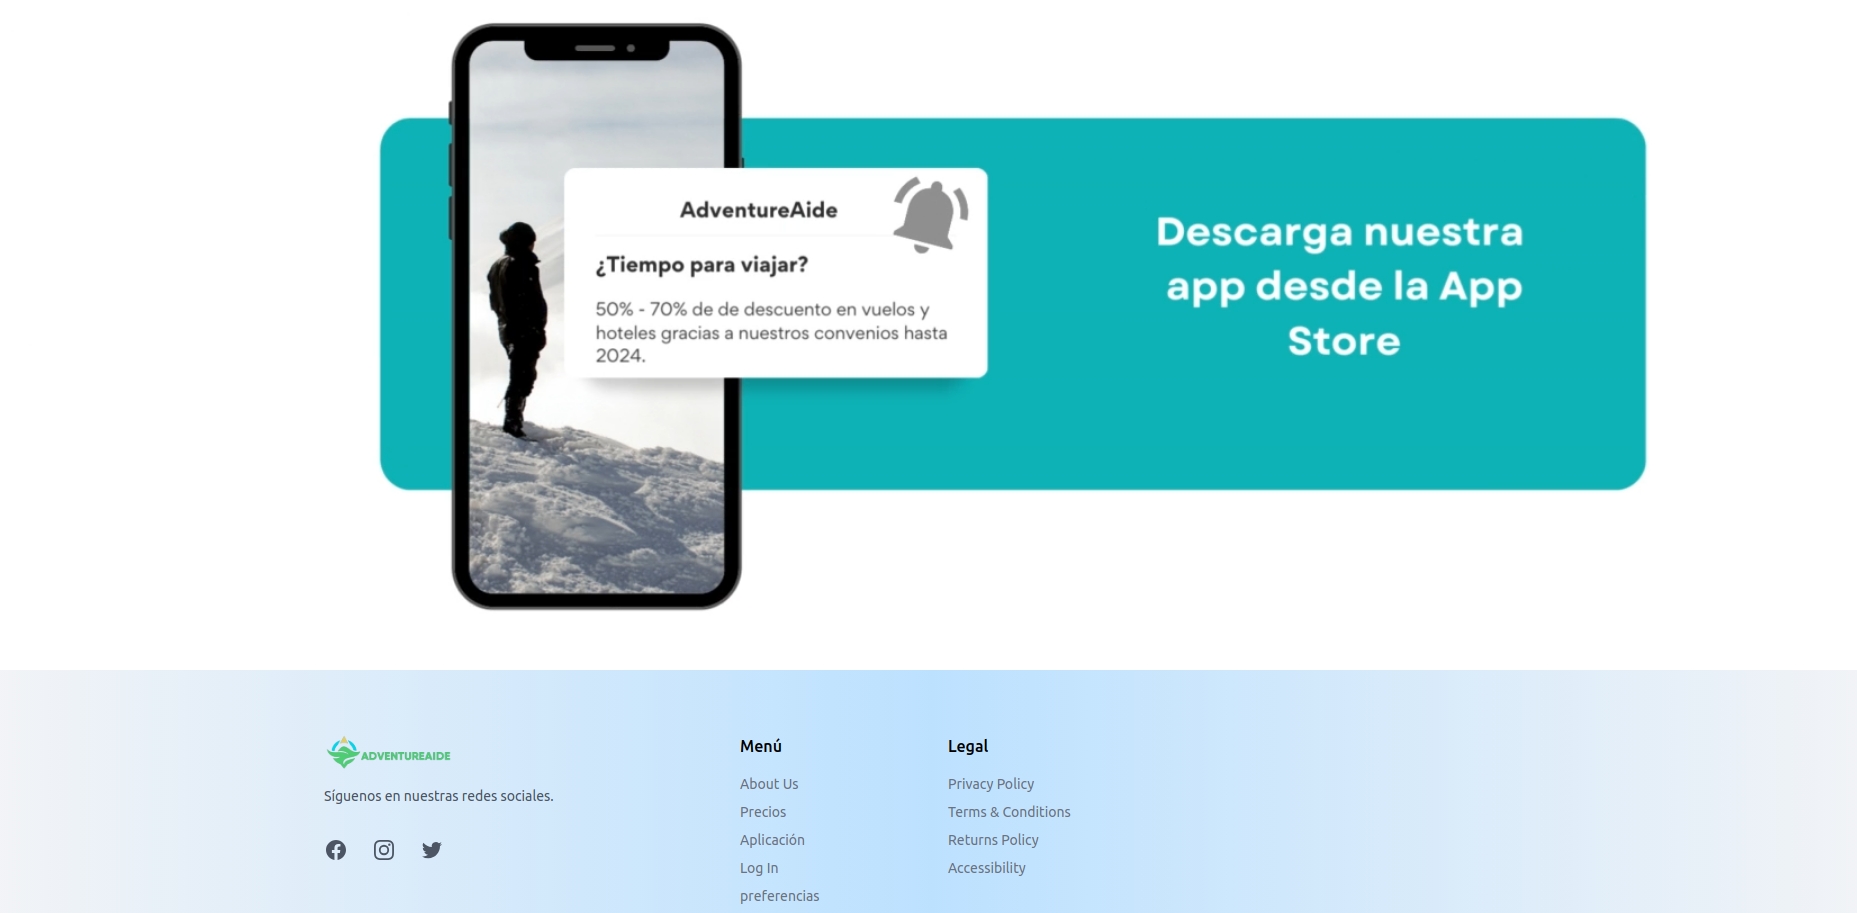 AdventureAide
¿Tiempo para viajar?
50% - 70% de de descuento en vuelos y
hoteles gracias a nuestros convenios hasta
2024.
Descarga nuestra
app desde la App
Store
ADVENTUREAIDE
Síguenos en nuestras redes sociales.
Menú
About Us
Precios
Aplicación
Log In
preferencias
Legal
Privacy Policy
Terms & Conditions
Returns Policy
Accessibility